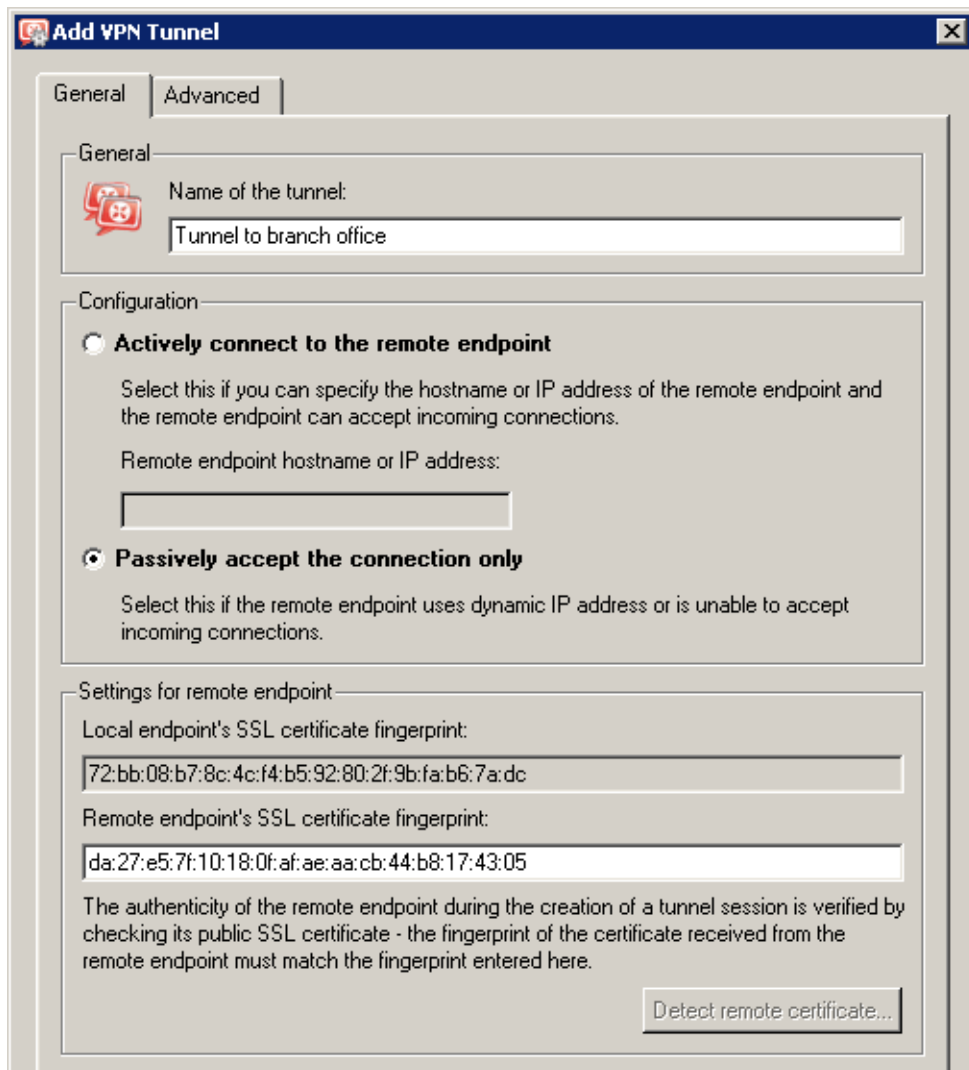 Add VPN Tunnel
General
Advanced
General
Name of the tunnel:
Tunnel to branch office
Configuration
Actively connect to the remote endpoint
Select this if you can specify the hostname or IP address of the remote endpoint and
the remote endpoint can accept incoming connections.
Remote endpoint hostname or IP address:
Passively accept the connection only
Select this if the remote endpoint uses dynamic IP address or is unable to accept
incoming connections.
Settings for remote endpoint
Local endpoint's SSL certificate fingerprint:
72:bb:08:b7:8c:4c:f4:b5:92:80:2f:9b:fa:b6:7a:dc
Remote endpoint's SSL certificate fingerprint:
da:27:e5:7f:10:18:0f:af:ae:aa:cb:44:b8:17:43:05
The authenticity of the remote endpoint during the creation of a tunnel session is verified by
checking its public SSL certificate - the fingerprint of the certificate received from the
remote endpoint must match the fingerprint entered here.
Detect remote certificate...